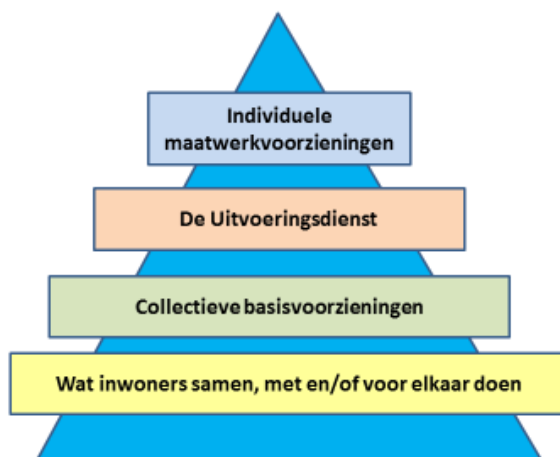 Individuele
maatwerkvoorzieningen
De Uitvoeringsdienst
Collectieve basisvoorzieningen
Wat inwoners samen, met en/of voor elkaar doen